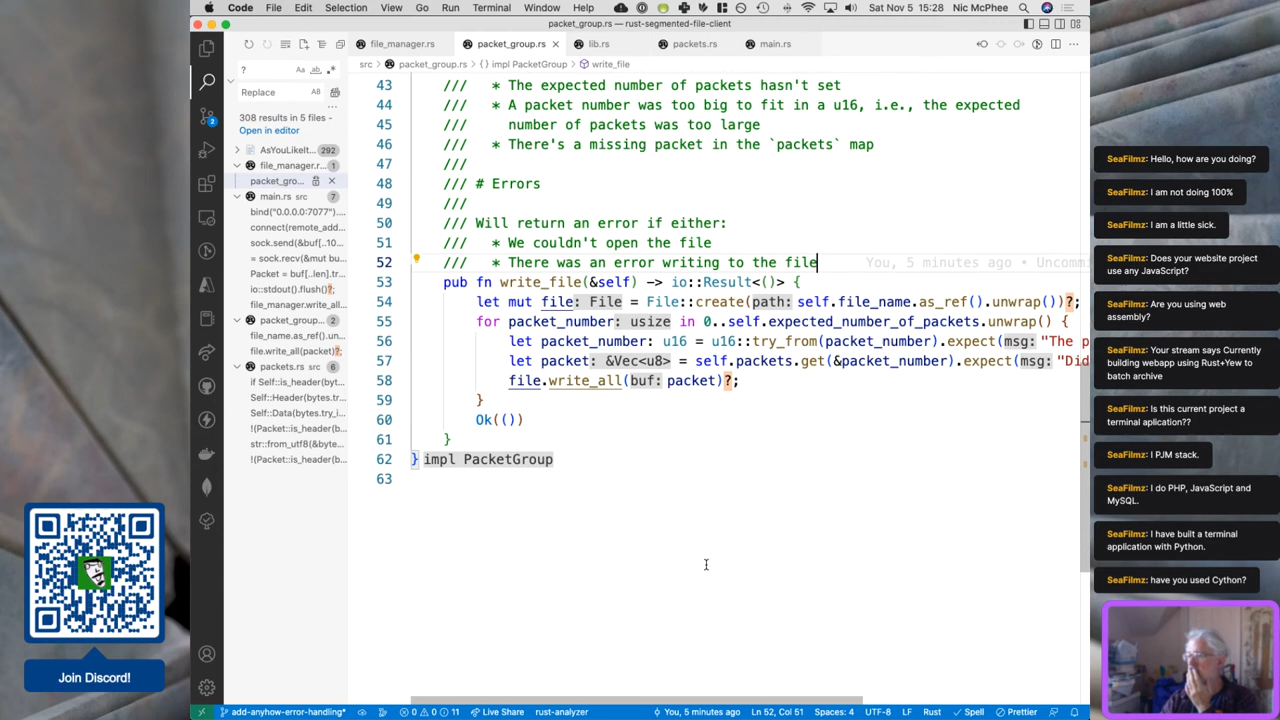 Code File Edit Selection View Go Run Terminal Window Help Sat Nov 5 15:28 Nic McPhee
packet_group.rs — rust-segmented-file-client
file_manager.rs packet_group.rs lib.rs packets.rs main.rs
src > packet_group.rs > {} impl PacketGroup > write_file
?
Aa ab .*
Replace AB
308 results in 5 files -
Open in editor
AsYouLikeIt... 292
file_manager.r... 1
packet_gro...
main.rs src 7
bind("0.0.0.0:7077")....
connect(remote_add...
sock.send(&buf[..10...
= sock.recv(&mut bu...
Packet = buf[..len].tr...
io::stdout().flush()?;
file_manager.write_all...
packet_group... 2
file_name.as_ref().un...
file.write_all(packet)?;
packets.rs src 6
if Self::is_header(byt...
Self::Header(bytes.tr...
Self::Data(bytes.try_i...
!(Packet::is_header(b...
str::from_utf8(&byte...
!(Packet::is_header(b...
43 /// * The expected number of packets hasn't set
44 /// * A packet number was too big to fit in a u16, i.e., the expected
45 /// number of packets was too large
46 /// * There's a missing packet in the `packets` map
47 ///
48 /// # Errors
49 ///
50 /// Will return an error if either:
51 /// * We couldn't open the file
52 /// * There was an error writing to the file You, 5 minutes ago • Uncommi
53 pub fn write_file(&self) -> io::Result<()> {
54 let mut file: File = File::create(path: self.file_name.as_ref().unwrap())?;
55 for packet_number: usize in 0..self.expected_number_of_packets.unwrap() {
56 let packet_number: u16 = u16::try_from(packet_number).expect(msg: "The p
57 let packet: &Vec<u8> = self.packets.get(&packet_number).expect(msg: "Did
58 file.write_all(buf: packet)?;
59 }
60 Ok(())
61 }
62 } impl PacketGroup
63
SeaFilmz: Hello, how are you doing?
SeaFilmz: I am not doing 100%
SeaFilmz: I am a little sick.
SeaFilmz: Does your website project
use any JavaScript?
SeaFilmz: Are you using web
assembly?
SeaFilmz: Your stream says Currently
building webapp using Rust+Yew to
batch archive
SeaFilmz: Is this current project a
terminal aplication??
SeaFilmz: I PJM stack.
SeaFilmz: I do PHP, JavaScript and
MySQL.
SeaFilmz: I have built a terminal
application with Python.
SeaFilmz: have you used Cython?
Join Discord!
2
add-anyhow-error-handling* 0 0 11 Live Share rust-analyzer You, 5 minutes ago Ln 52, Col 51 Spaces: 4 UTF-8 LF Rust Spell Prettier